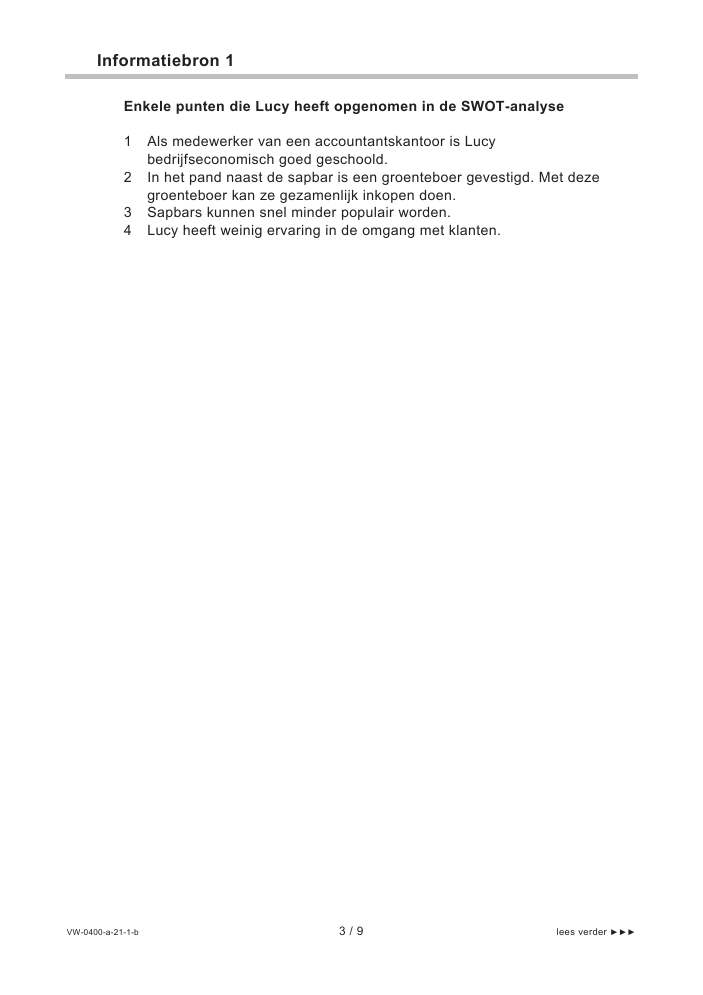 Informatiebron 1
Enkele punten die Lucy heeft opgenomen in de SWOT-analyse
1 Als medewerker van een accountantskantoor is Lucy
bedrijfseconomisch goed geschoold.
2 In het pand naast de sapbar is een groenteboer gevestigd. Met deze
groenteboer kan ze gezamenlijk inkopen doen.
3 Sapbars kunnen snel minder populair worden.
4 Lucy heeft weinig ervaring in de omgang met klanten.
VW-0400-a-21-1-b 3 / 9 lees verder ►►►